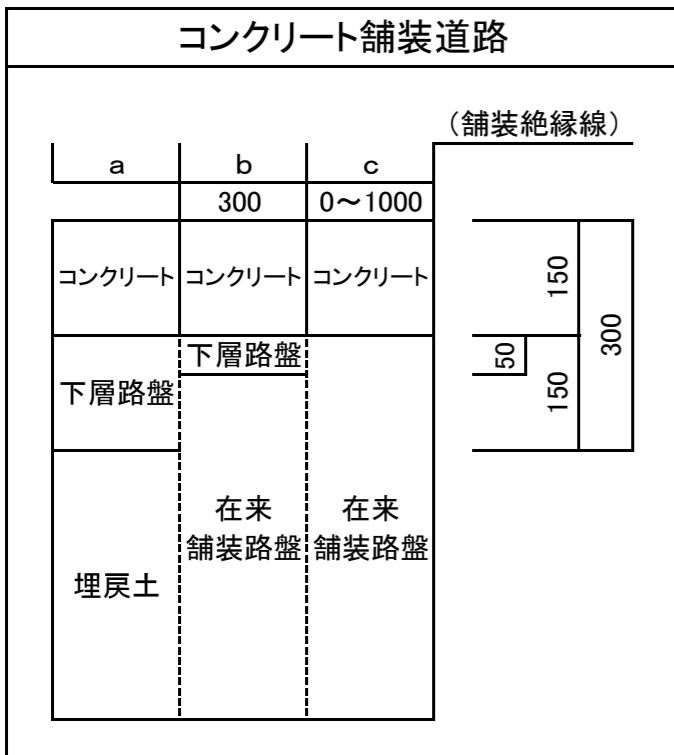 コンクリート舗装道路
（舗装絶縁線）
a b c
300 0～1000
コンクリート コンクリート コンクリート
150
300
下層路盤
50
150
下層路盤
在来
舗装路盤
在来
舗装路盤
埋戻土